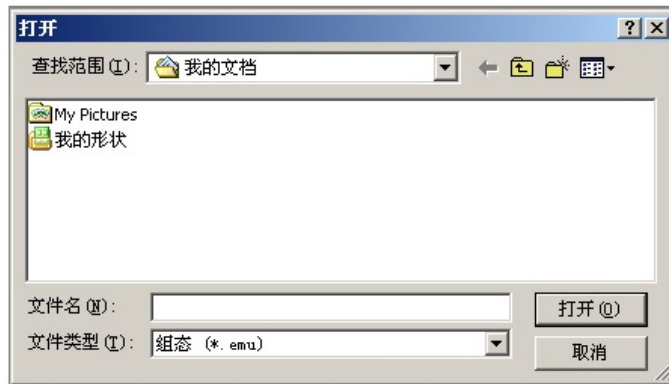 打开
查找范围(I): 我的文档
My Pictures
我的形状
文件名(N): 打开(O)
文件类型(T): 组态 (*.emu) 取消